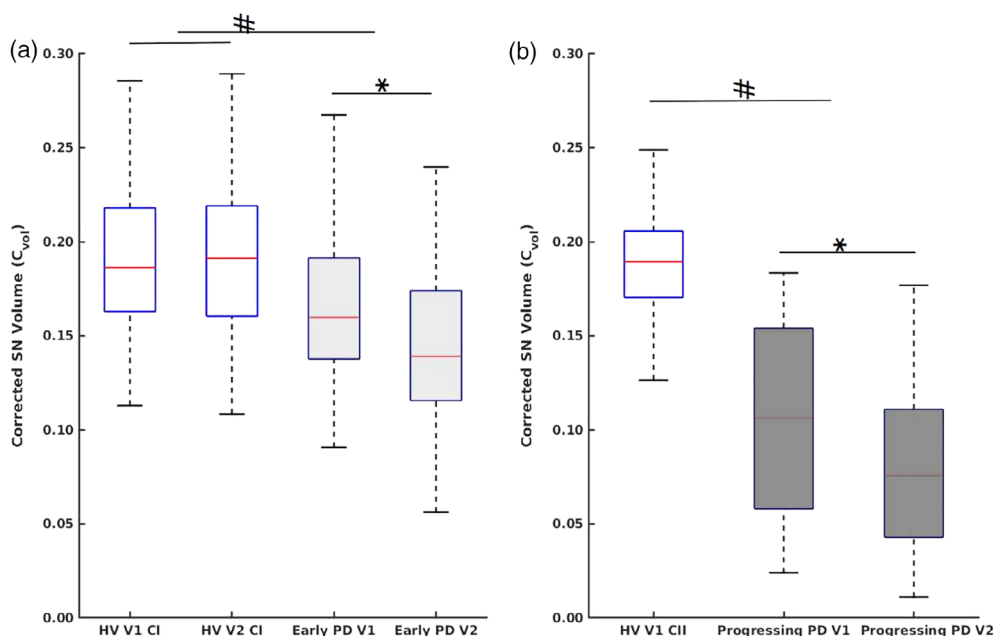 (a)
#
*
0.30
0.25
0.20
0.15
0.10
0.05
0.00
Corrected SN Volume (Cvol)
HV V1 CI
HV V2 CI
Early PD V1
Early PD V2
(b)
#
*
0.30
0.25
0.20
0.15
0.10
0.05
0.00
Corrected SN Volume (Cvol)
HV V1 CII
Progressing PD V1
Progressing PD V2